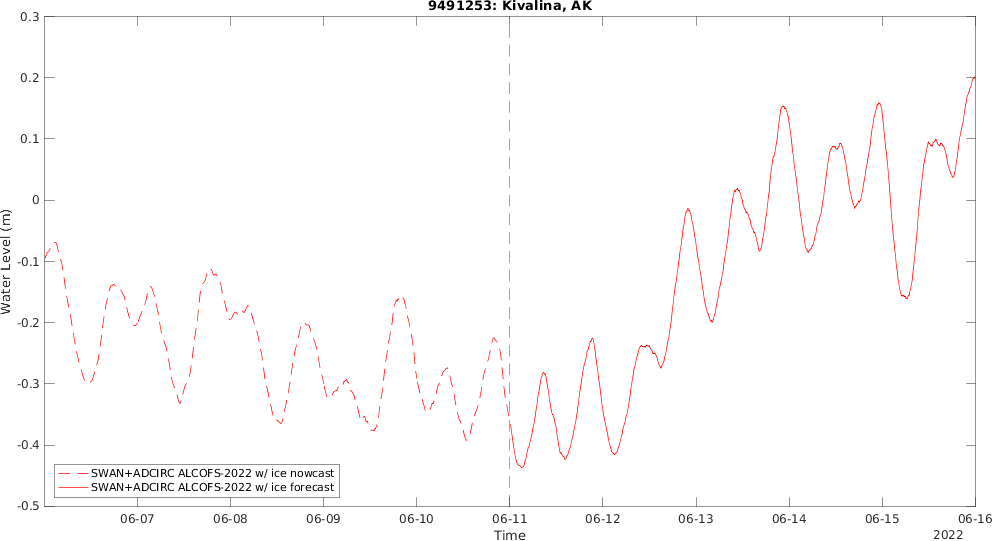 9491253: Kivalina, AK
0.3
0.2
0.1
0
-0.1
-0.2
-0.3
-0.4
-0.5
Water Level (m)
SWAN+ADCIRC ALCOFS-2022 w/ ice nowcast
SWAN+ADCIRC ALCOFS-2022 w/ ice forecast
06-07 06-08 06-09 06-10 06-11 06-12 06-13 06-14 06-15 06-16
Time
2022